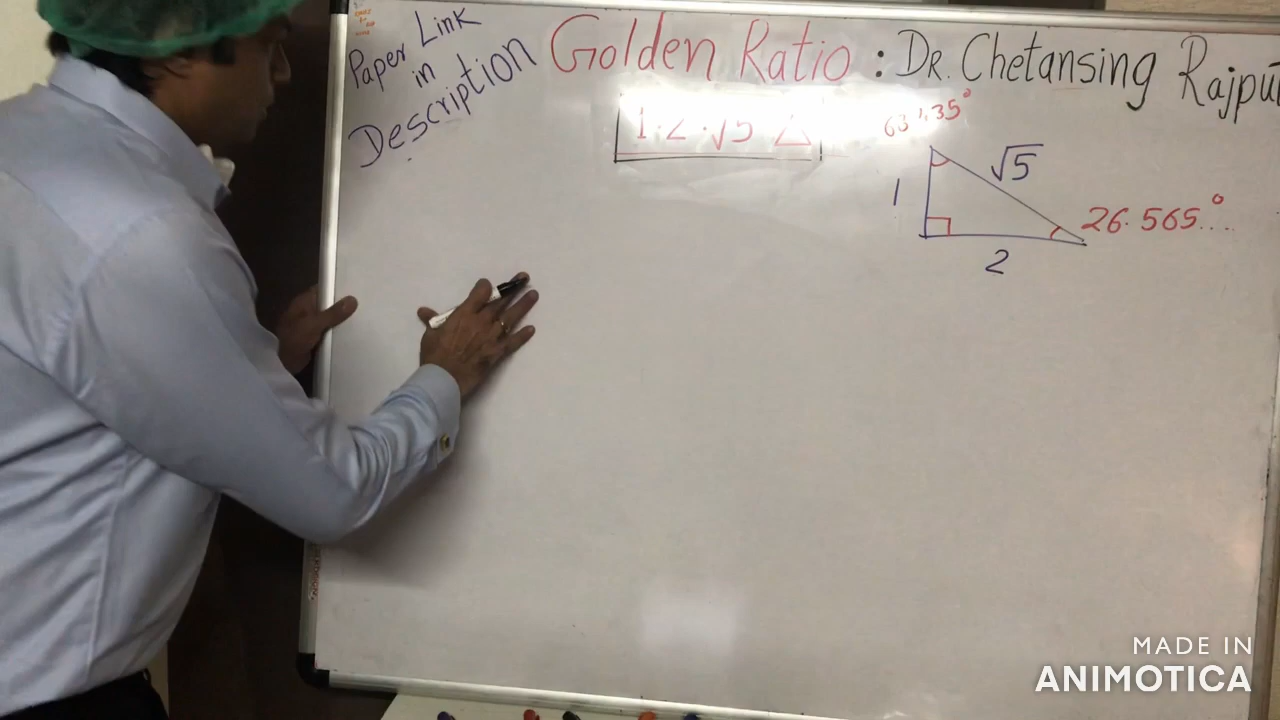 Paper Link
in
Description
Golden Ratio : DR. Chetansing Rajput
1:2:√5 △
63.435°
1
√5
26.565°...
2
MADE IN
ANIMOTICA